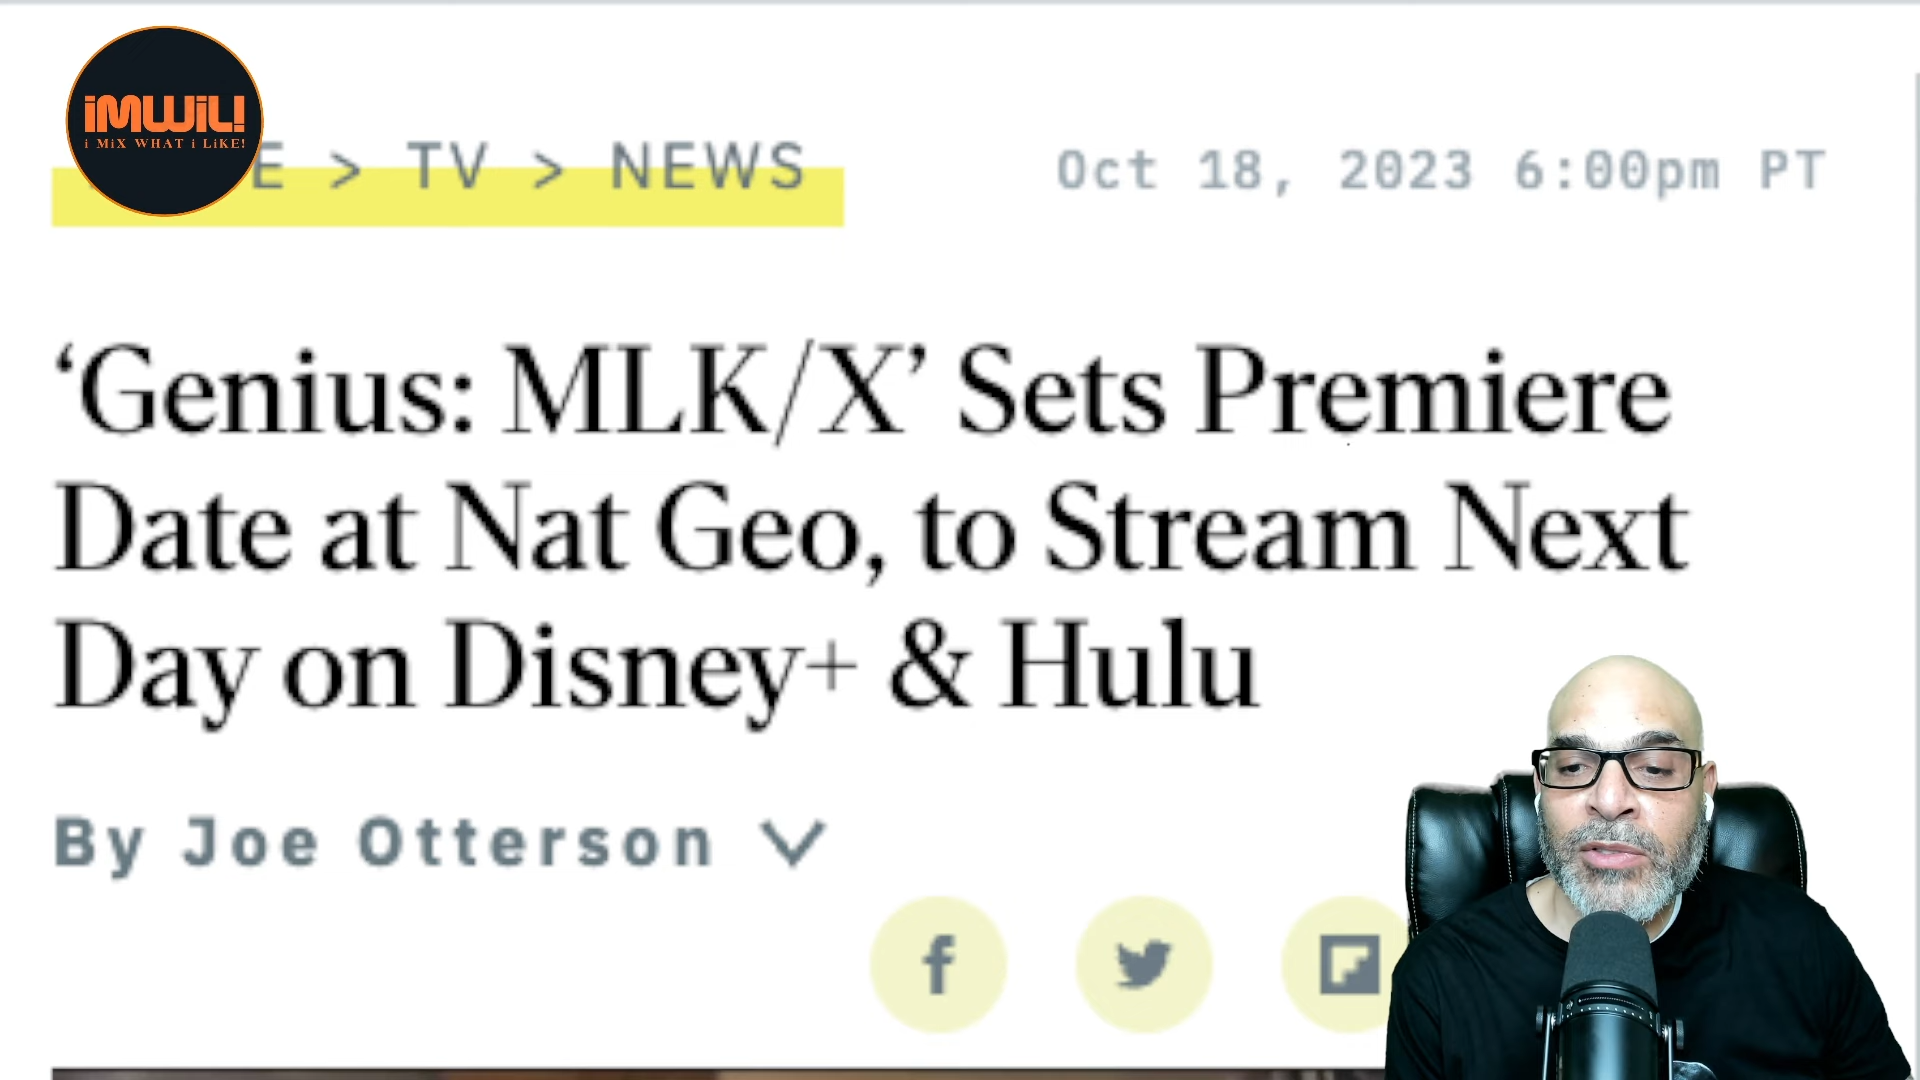 iMWiL!
i MiX WHAT i LiKE!
E > TV > NEWS
Oct 18, 2023 6:00pm PT
‘Genius: MLK/X’ Sets Premiere
Date at Nat Geo, to Stream Next
Day on Disney+ & Hulu
By Joe Otterson